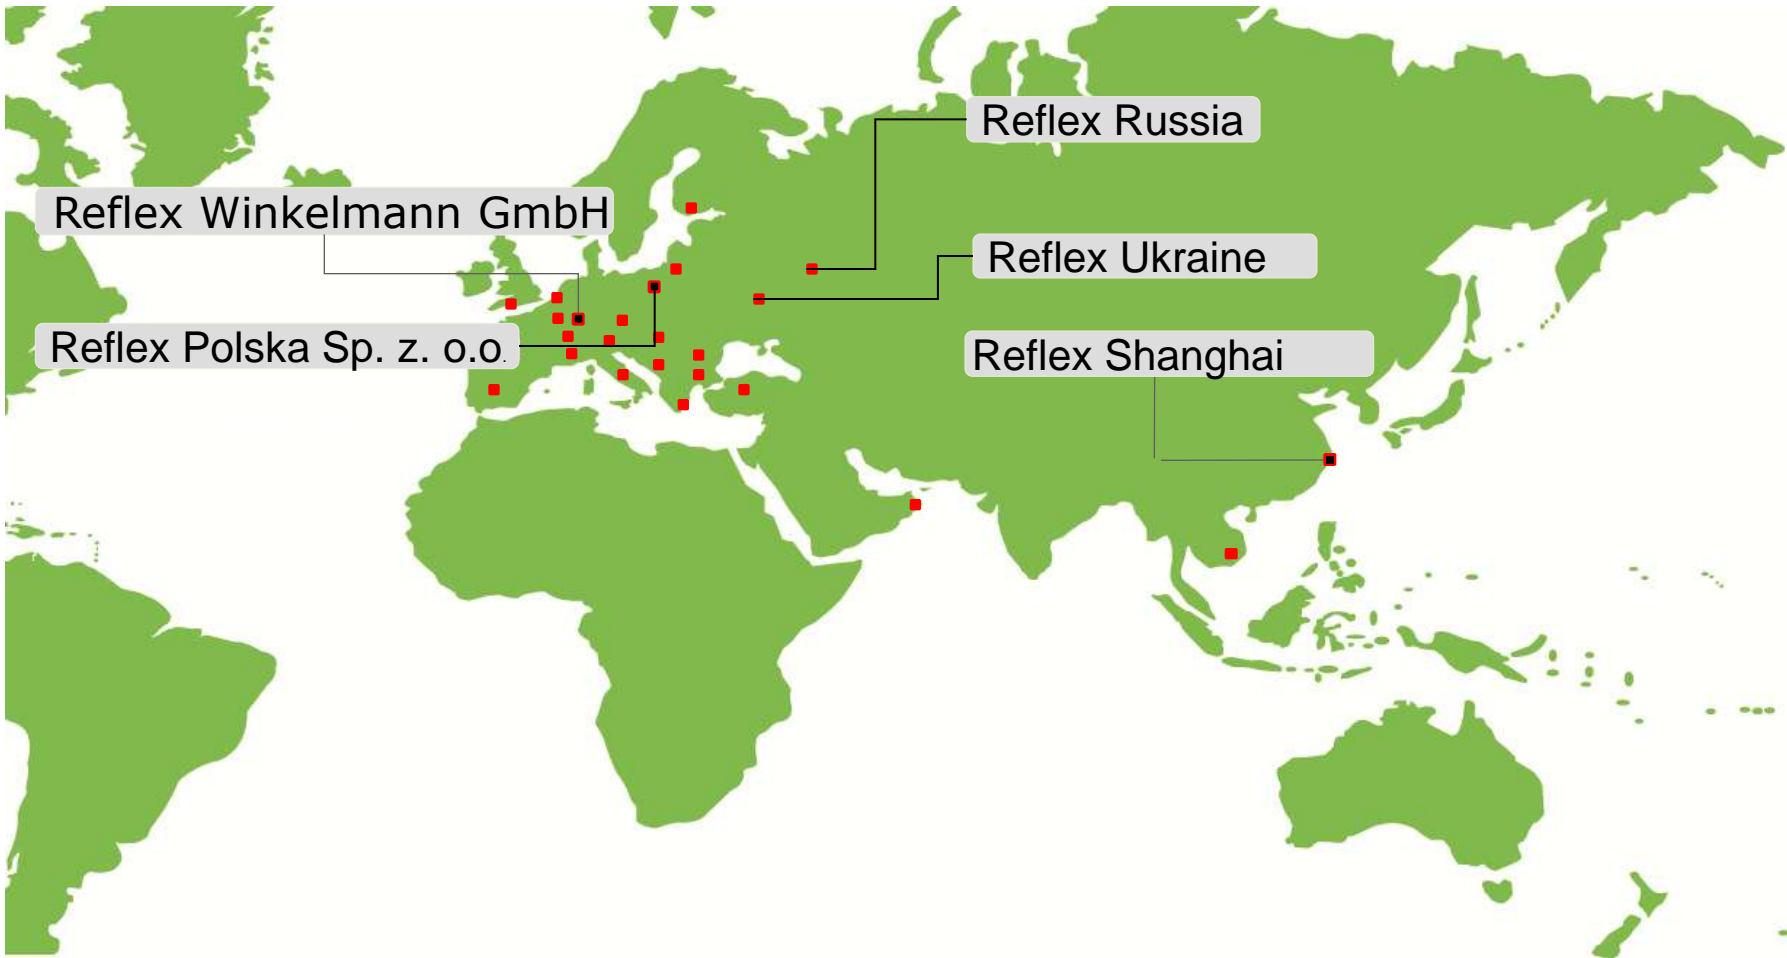 Reflex Russia
Reflex Winkelmann GmbH
Reflex Ukraine
Reflex Polska Sp. z. o.o.
Reflex Shanghai